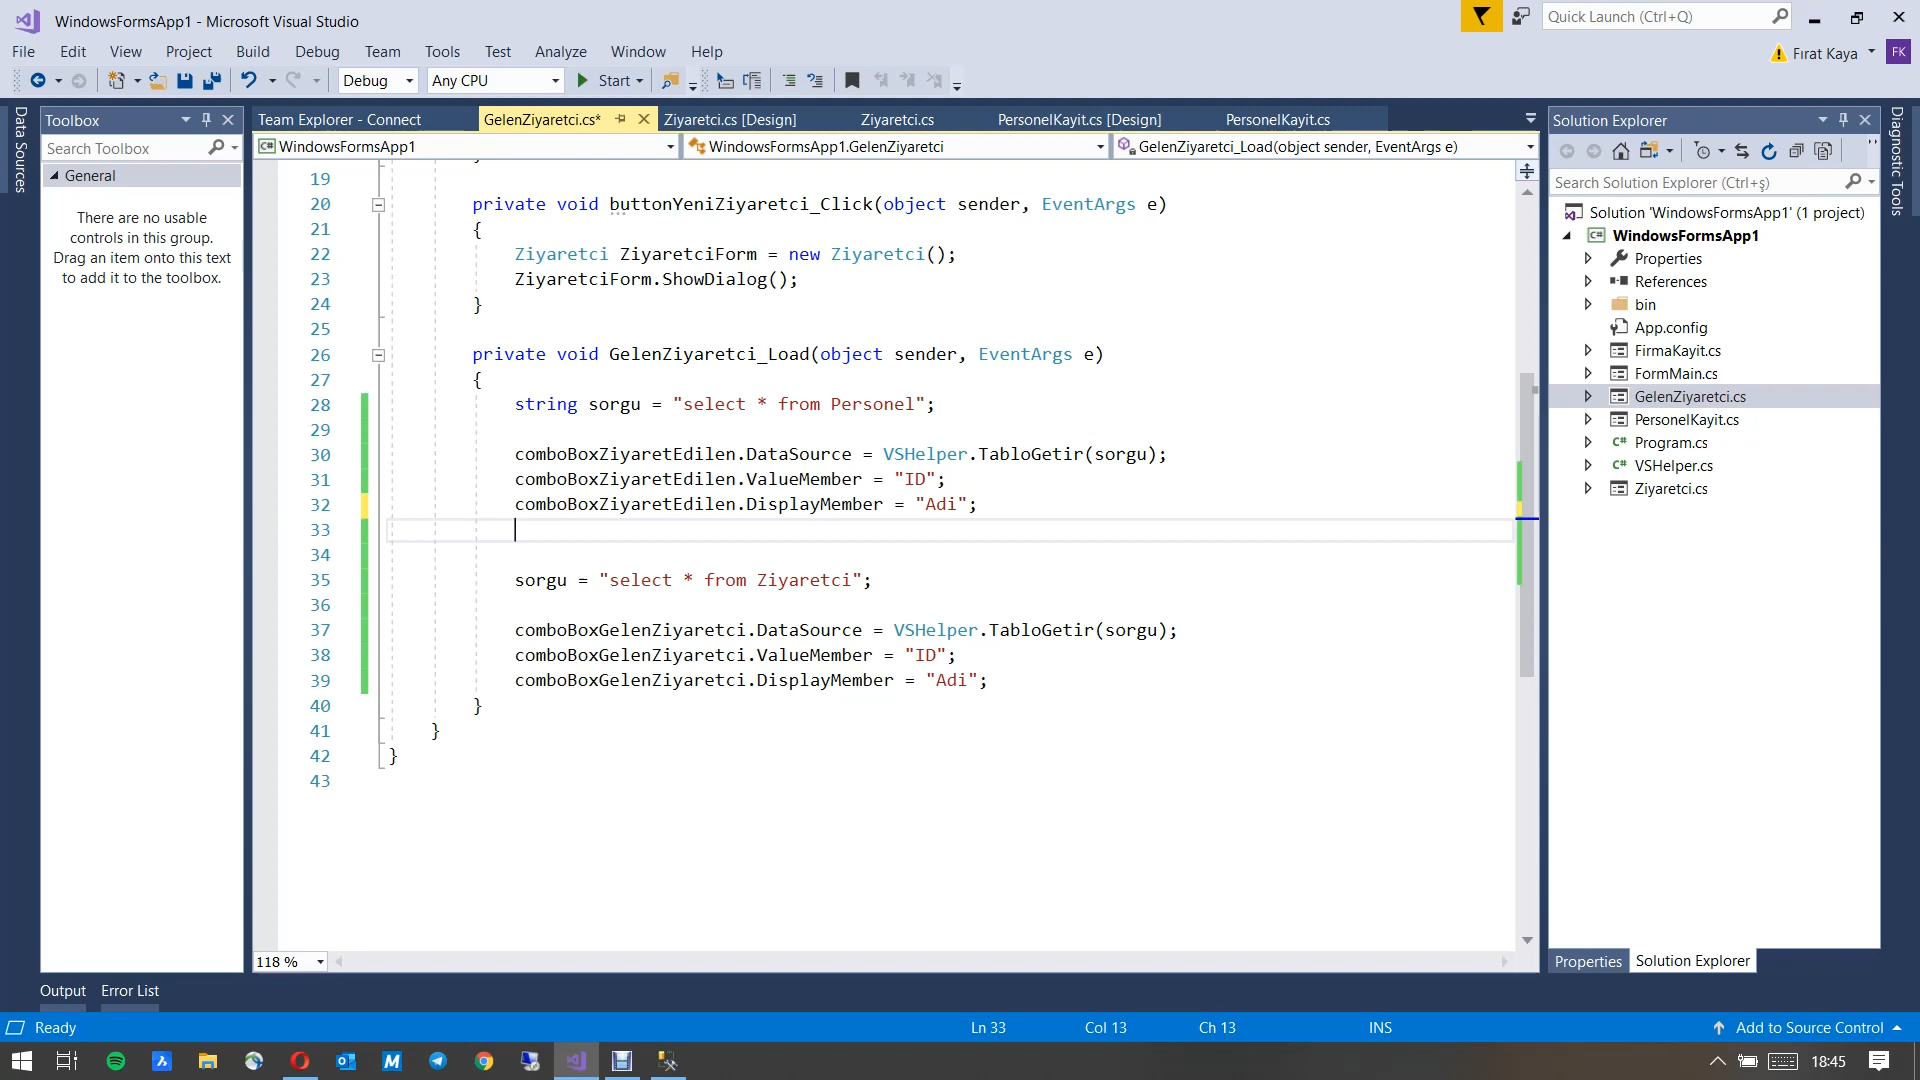 WindowsFormsApp1 - Microsoft Visual Studio
Quick Launch (Ctrl+Q)
File Edit View Project Build Debug Team Tools Test Analyze Window Help
Fırat Kaya
FK
Debug
Any CPU
Start
Data Sources
Toolbox
Search Toolbox
General
There are no usable
controls in this group.
Drag an item onto this text
to add it to the toolbox.
Team Explorer - Connect
GelenZiyaretci.cs*
Ziyaretci.cs [Design]
Ziyaretci.cs
PersonelKayit.cs [Design]
PersonelKayit.cs
C# WindowsFormsApp1
WindowsFormsApp1.GelenZiyaretci
GelenZiyaretci_Load(object sender, EventArgs e)
19
20 private void buttonYeniZiyaretci_Click(object sender, EventArgs e)
21 {
22 Ziyaretci ZiyaretciForm = new Ziyaretci();
23 ZiyaretciForm.ShowDialog();
24 }
25
26 private void GelenZiyaretci_Load(object sender, EventArgs e)
27 {
28 string sorgu = "select * from Personel";
29
30 comboBoxZiyaretEdilen.DataSource = VSHelper.TabloGetir(sorgu);
31 comboBoxZiyaretEdilen.ValueMember = "ID";
32 comboBoxZiyaretEdilen.DisplayMember = "Adi";
33
34
35 sorgu = "select * from Ziyaretci";
36
37 comboBoxGelenZiyaretci.DataSource = VSHelper.TabloGetir(sorgu);
38 comboBoxGelenZiyaretci.ValueMember = "ID";
39 comboBoxGelenZiyaretci.DisplayMember = "Adi";
40 }
41 }
42 }
43
118 %
Solution Explorer
Search Solution Explorer (Ctrl+ş)
Solution 'WindowsFormsApp1' (1 project)
C# WindowsFormsApp1
Properties
References
bin
App.config
FirmaKayit.cs
FormMain.cs
GelenZiyaretci.cs
PersonelKayit.cs
C# Program.cs
C# VSHelper.cs
Ziyaretci.cs
Properties
Solution Explorer
Diagnostic Tools
Output
Error List
Ready
Ln 33
Col 13
Ch 13
INS
Add to Source Control
18:45